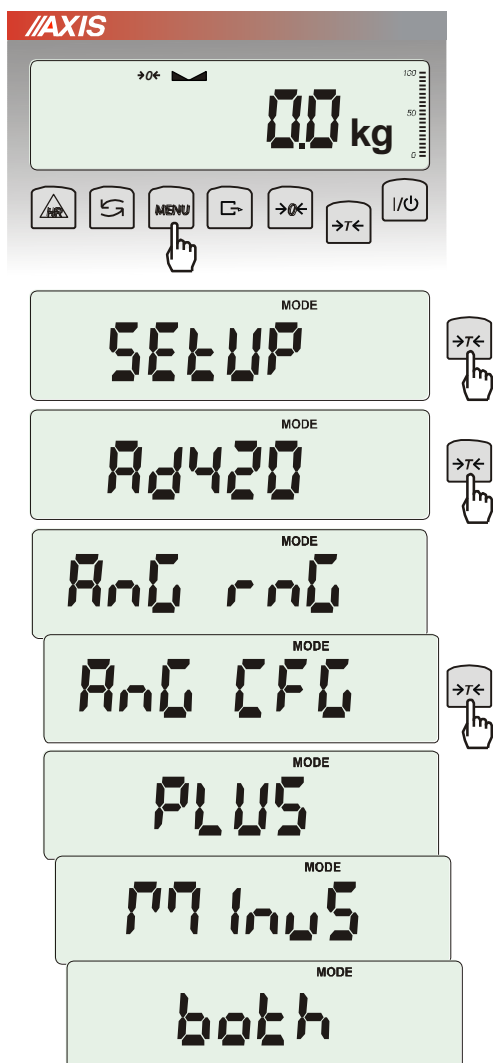 //AXIS
→0←
100
0.0 kg
50
0
HR MENU →0← →T← I/
MODE
SEtUP
→T←
MODE
Ad420
→T←
MODE
AnG rnG
MODE
AnG CFG
→T←
MODE
PLUS
MODE
MInuS
MODE
both